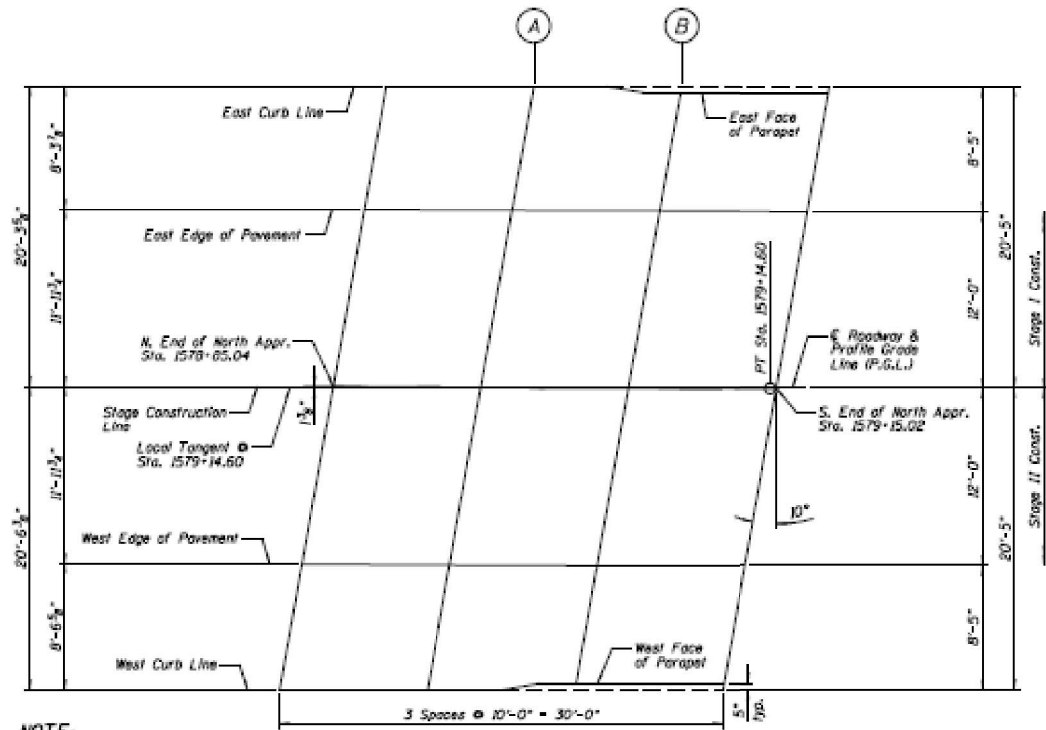 A
B
East Curb Line
East Face
of Parapet
8'-3⅞"
8'-5"
East Edge of Pavement
20'-3⅝"
20'-5"
PT Sta. 1579+14.60
11'-11¾"
12'-0"
Stage I Const.
N. End of North Appr.
Sta. 1578+85.04
℄ Roadway &
Profile Grade
Line (P.G.L.)
Stage Construction
Line
1⅜"
S. End of North Appr.
Sta. 1579+15.02
Local Tangent @
Sta. 1579+14.60
11'-11¾"
12'-0"
Stage II Const.
10°
West Edge of Pavement
20'-6⅜"
20'-5"
8'-6⅝"
8'-5"
West Face
of Parapet
West Curb Line
3 Spaces @ 10'-0" = 30'-0"
5"
typ.